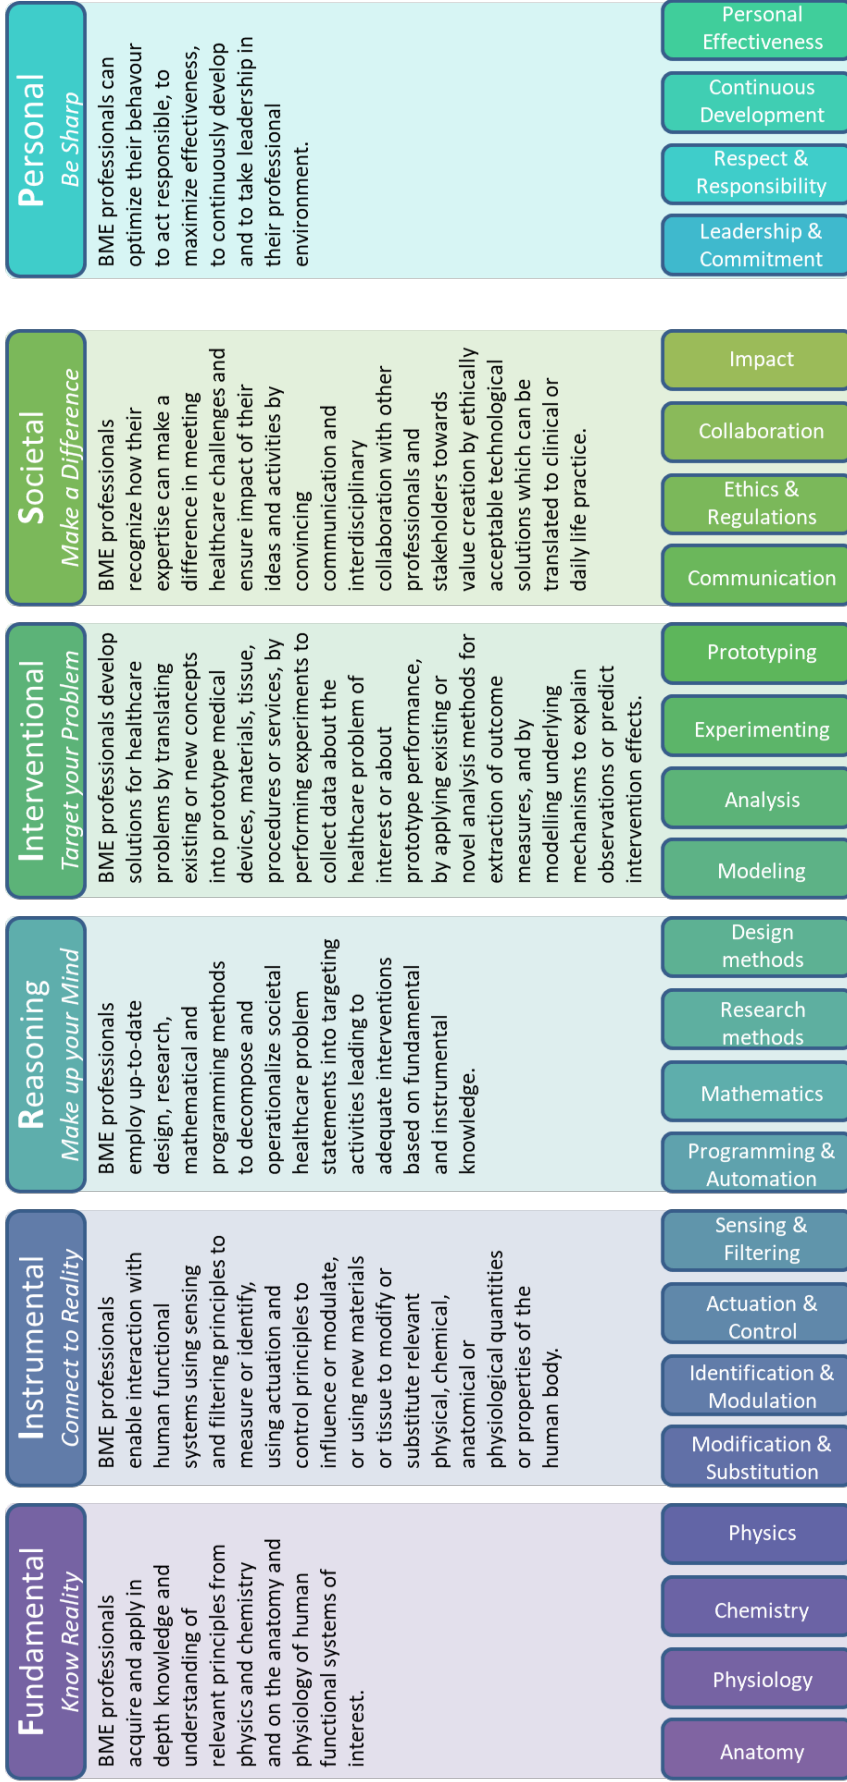 Personal
Be Sharp
BME professionals can
optimize their behavour
to act responsible, to
maximize effectiveness,
to continuously develop
and to take leadership in
their professional
environment.
Personal
Effectiveness
Continuous
Development
Respect &
Responsibility
Leadership &
Commitment
Societal
Make a Difference
BME professionals
recognize how their
expertise can make a
difference in meeting
healthcare challenges and
ensure impact of their
ideas and activities by
convincing
communication and
interdisciplinary
collaboration with other
professionals and
stakeholders towards
value creation by ethically
acceptable technological
solutions which can be
translated to clinical or
daily life practice.
Impact
Collaboration
Ethics &
Regulations
Communication
Interventional
Target your Problem
BME professionals develop
solutions for healthcare
problems by translating
existing or new concepts
into prototype medical
devices, materials, tissue,
procedures or services, by
performing experiments to
collect data about the
healthcare problem of
interest or about
prototype performance,
by applying existing or
novel analysis methods for
extraction of outcome
measures, and by
modelling underlying
mechanisms to explain
observations or predict
intervention effects.
Prototyping
Experimenting
Analysis
Modeling
Reasoning
Make up your Mind
BME professionals
employ up-to-date
design, research,
mathematical and
programming methods
to decompose and
operationalize societal
healthcare problem
statements into targeting
activities leading to
adequate interventions
based on fundamental
and instrumental
knowledge.
Design
methods
Research
methods
Mathematics
Programming &
Automation
Instrumental
Connect to Reality
BME professionals
enable interaction with
human functional
systems using sensing
and filtering principles to
measure or identify,
using actuation and
control principles to
influence or modulate,
or using new materials
or tissue to modify or
substitute relevant
physical, chemical,
anatomical or
physiological quantities
or properties of the
human body.
Sensing &
Filtering
Actuation &
Control
Identification &
Modulation
Modification &
Substitution
Fundamental
Know Reality
BME professionals
acquire and apply in
depth knowledge and
understanding of
relevant principles from
physics and chemistry
and on the anatomy and
physiology of human
functional systems of
interest.
Physics
Chemistry
Physiology
Anatomy